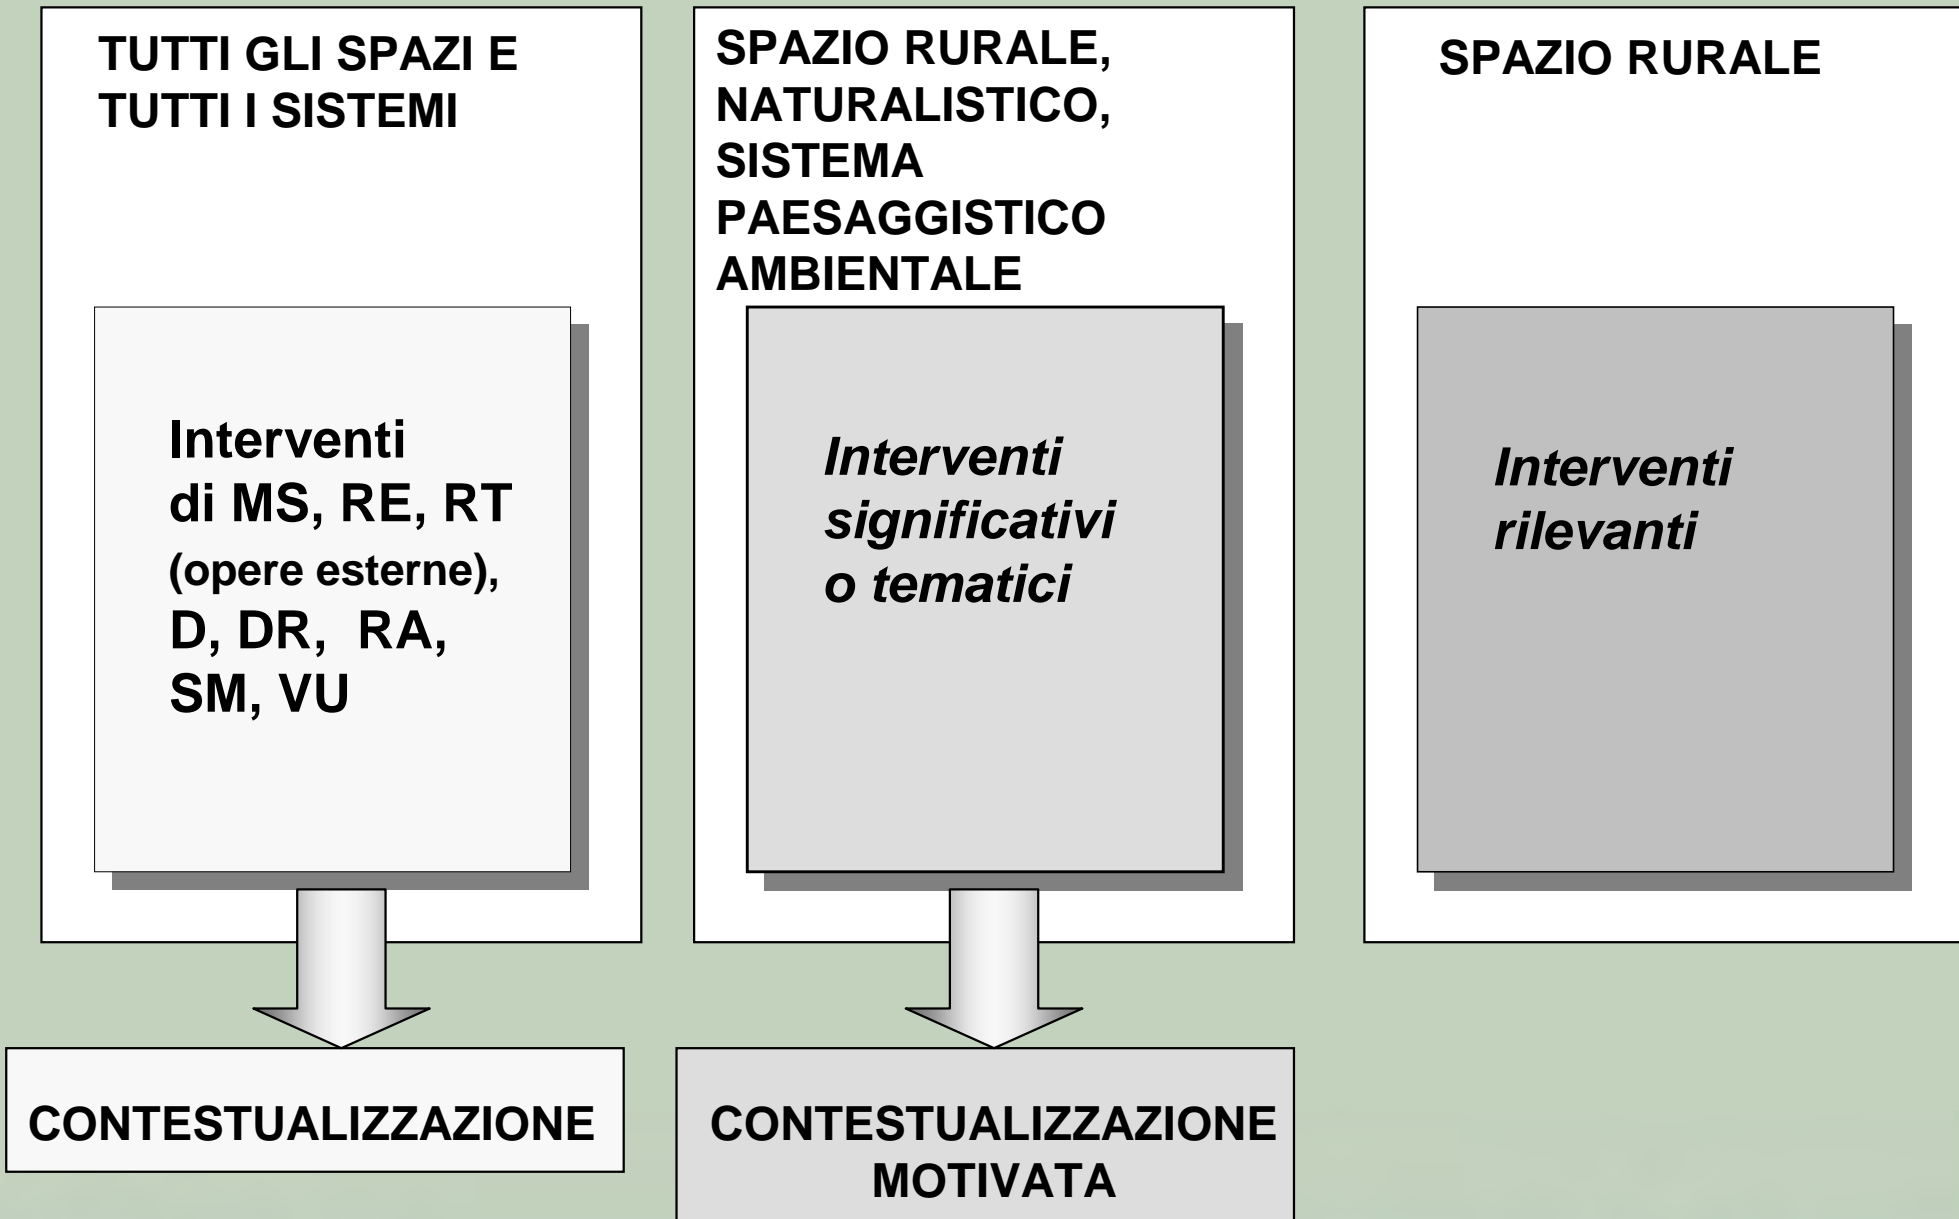 TUTTI GLI SPAZI E
TUTTI I SISTEMI
Interventi
di MS, RE, RT
(opere esterne),
D, DR, RA,
SM, VU
CONTESTUALIZZAZIONE
SPAZIO RURALE,
NATURALISTICO,
SISTEMA
PAESAGGISTICO
AMBIENTALE
Interventi
significativi
o tematici
CONTESTUALIZZAZIONE
MOTIVATA
SPAZIO RURALE
Interventi
rilevanti